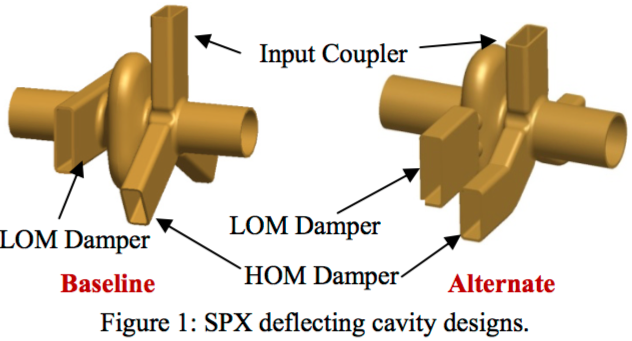 Input Coupler
LOM Damper
LOM Damper
HOM Damper
Baseline
Alternate
Figure 1: SPX deflecting cavity designs.